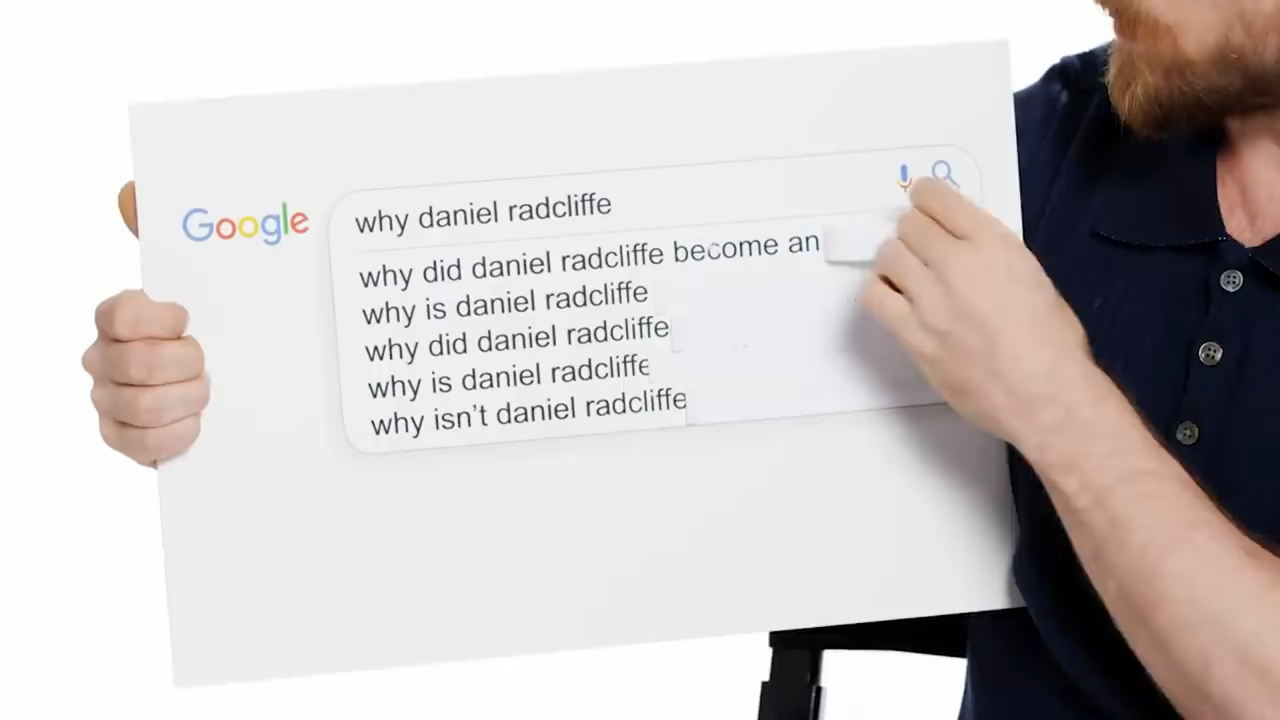 Google
why daniel radcliffe
why did daniel radcliffe become an
why is daniel radcliffe
why did daniel radcliffe
why is daniel radcliffe
why isn't daniel radcliffe